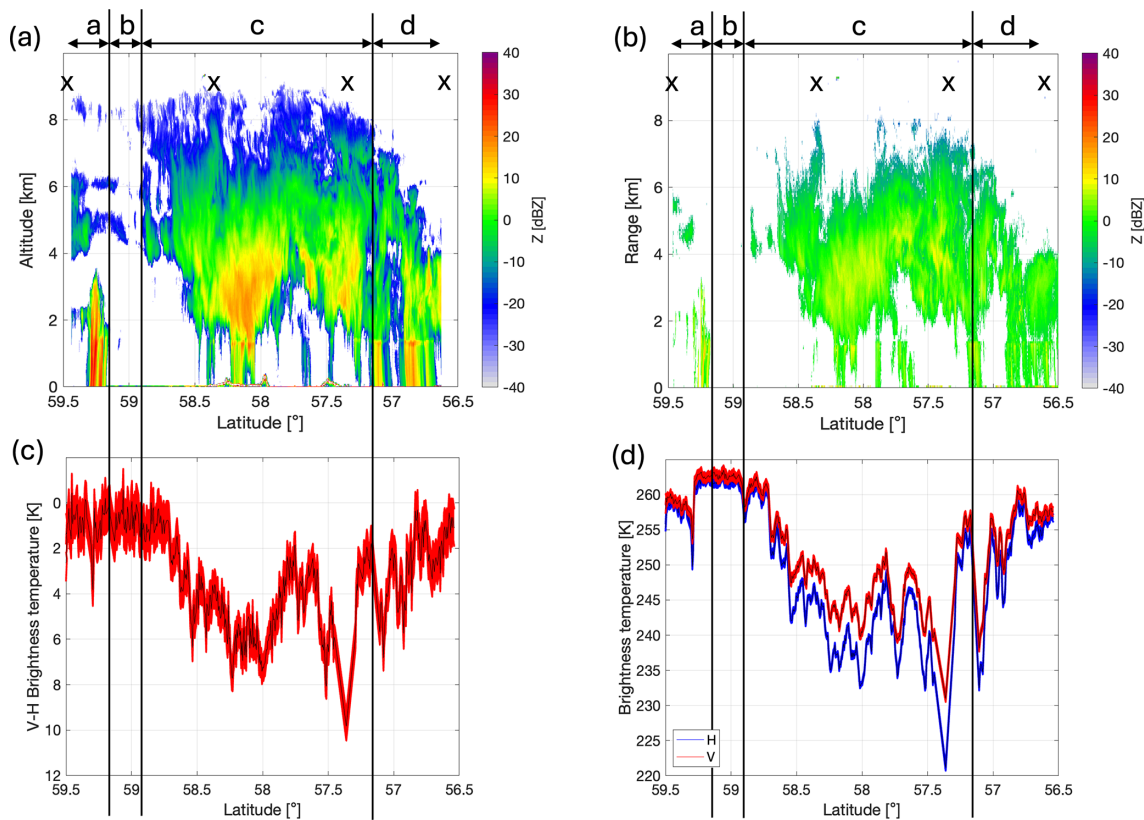 a b c d
a b c d
(a)
(b)
x x x x
x x x x
Altitude [km]
8
6
4
2
0
59.5 59 58.5 58 57.5 57 56.5
Latitude [°]
40
30
20
10
0
-10
-20
-30
-40
Z [dBZ]
Range [km]
8
6
4
2
0
59.5 59 58.5 58 57.5 57 56.5
Latitude [°]
40
30
20
10
0
-10
-20
-30
-40
Z [dBZ]
(c)
V-H Brightness temperature [K]
0
2
4
6
8
10
12
59.5 59 58.5 58 57.5 57 56.5
Latitude [°]
(d)
Brightness temperature [K]
260
255
250
245
240
235
230
225
220
H
V
59.5 59 58.5 58 57.5 57 56.5
Latitude [°]